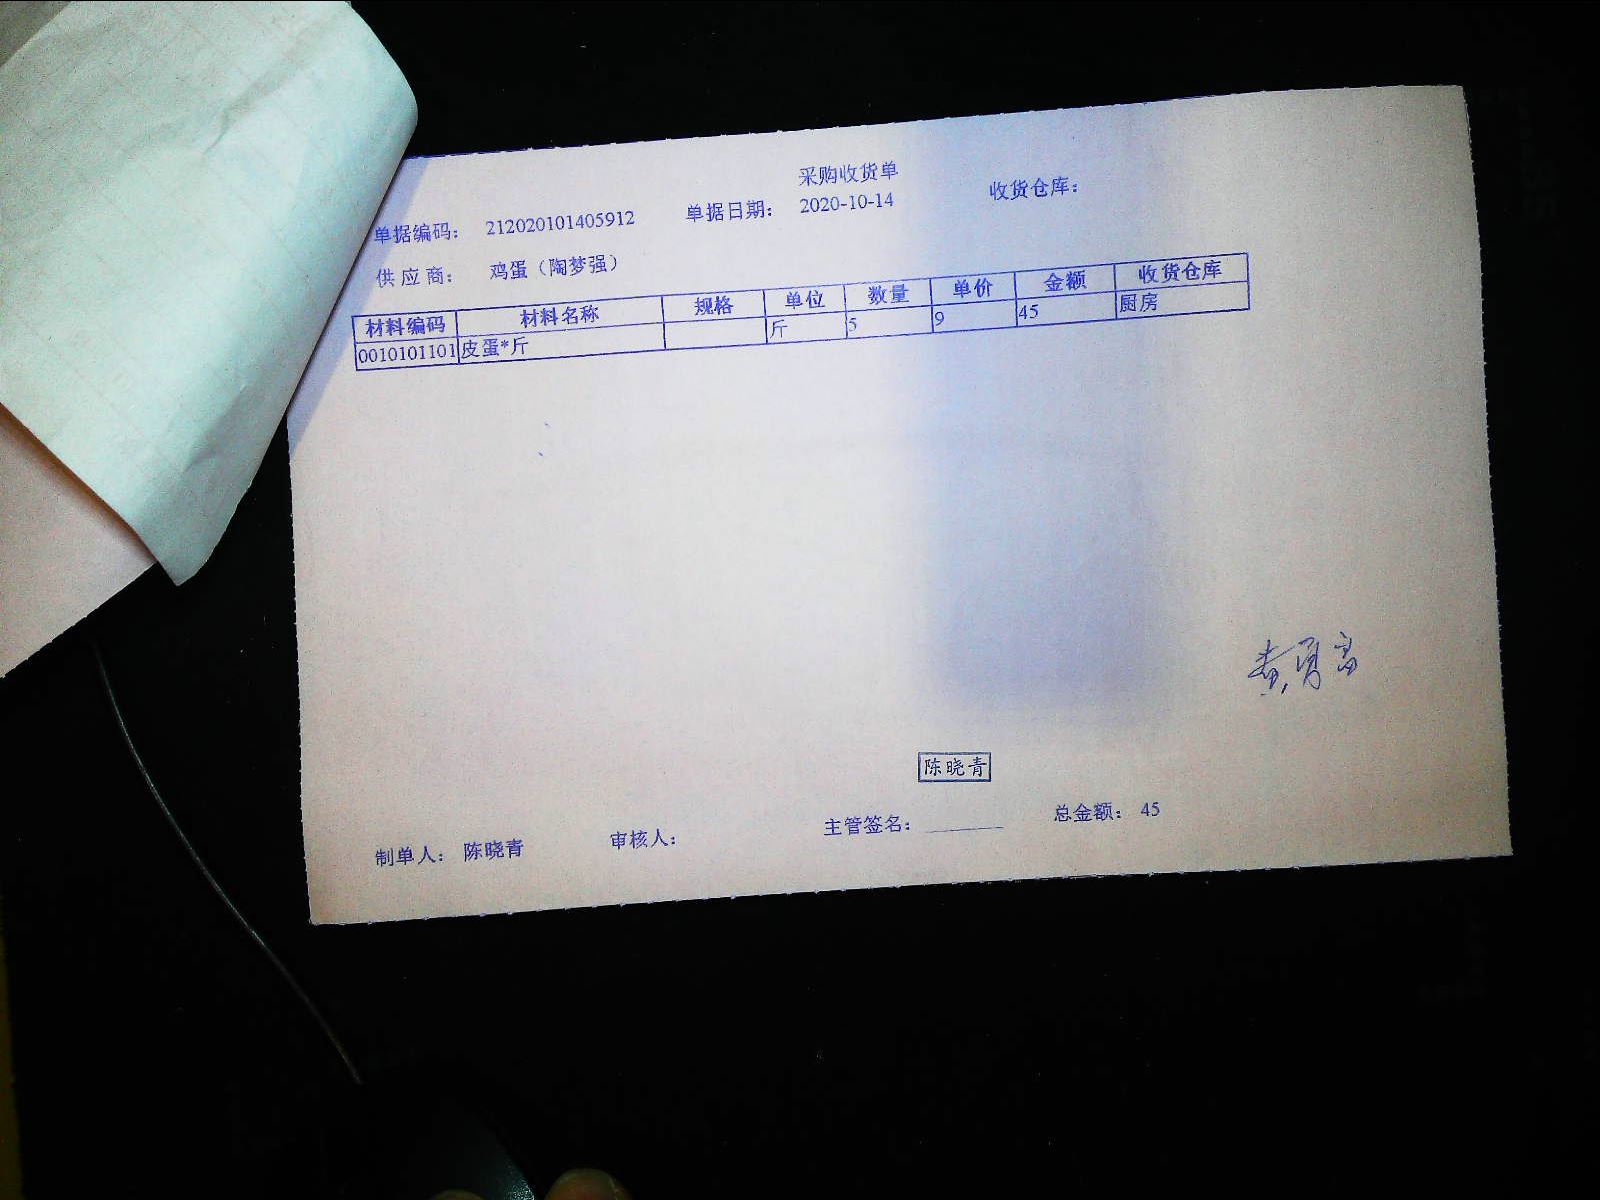 采购收货单
单据编码： 212020101405912 单据日期： 2020-10-14 收货仓库：
供应商： 鸡蛋（陶梦强）
材料编码 材料名称 规格 单位 数量 单价 金额 收货仓库
0010101101 皮蛋*斤 斤 5 9 45 厨房
陈晓青
制单人： 陈晓青 审核人： 主管签名： 总金额： 45